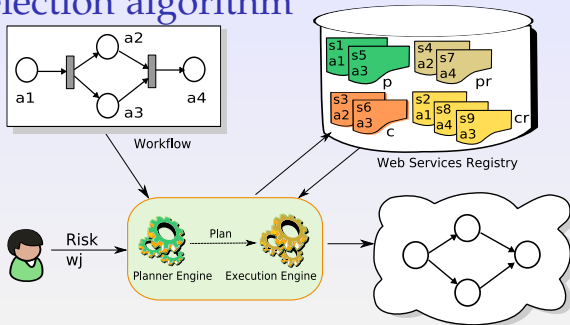 election algorithm
a2
a1
a4
a3
Workflow
s1
a1
s5
a3
p
s4
a2
s7
a4
pr
s3
a2
s6
a3
c
s2
a1
s8
a4
s9
a3
cr
Web Services Registry
Risk
wj
Plan
Planner Engine
Execution Engine